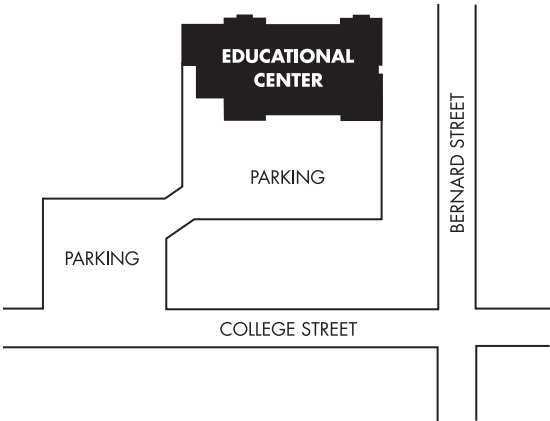 EDUCATIONAL
CENTER
PARKING
BERNARD STREET
PARKING
COLLEGE STREET